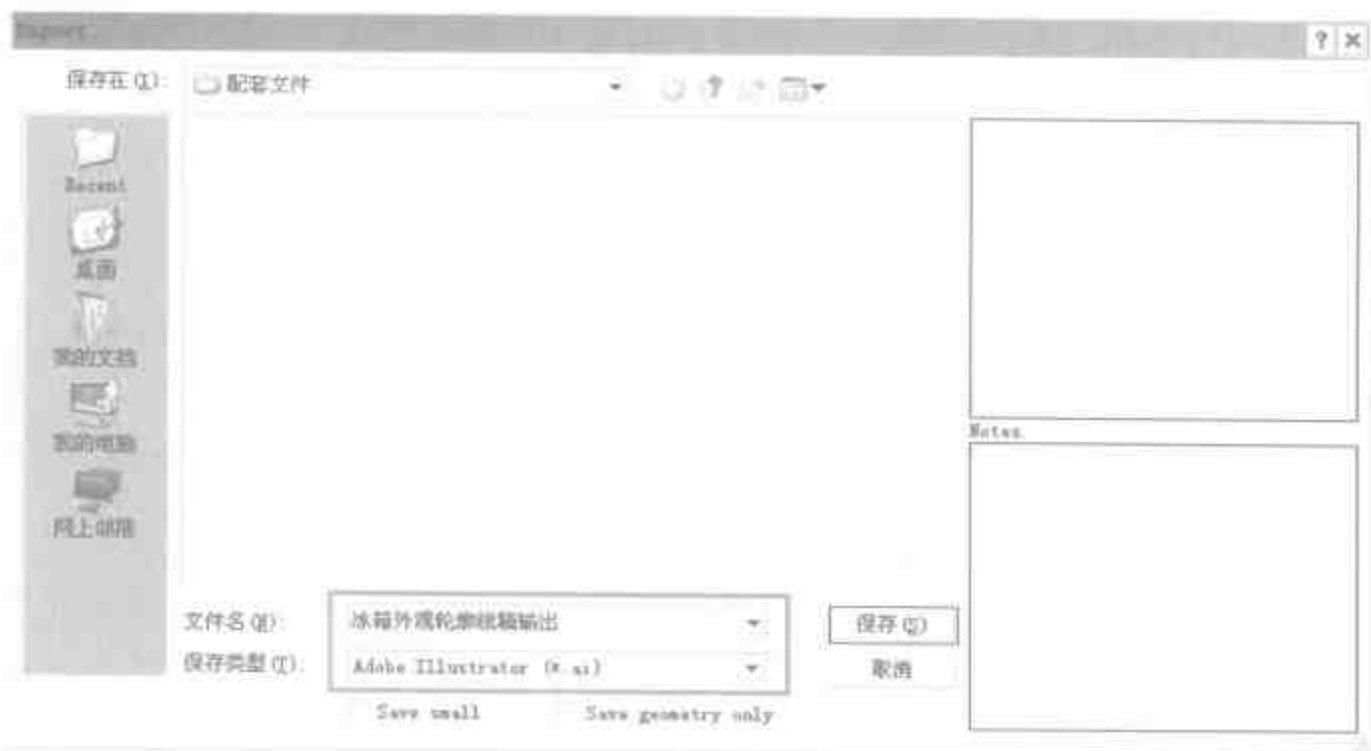 Export
保存在(I):
配套文件
Recent
桌面
我的文档
我的电脑
网上邻居
Notes
文件名(N):
冰箱外观轮廓线稿输出
保存(S)
保存类型(T):
Adobe Illustrator (*.ai)
取消
Save small
Save geometry only